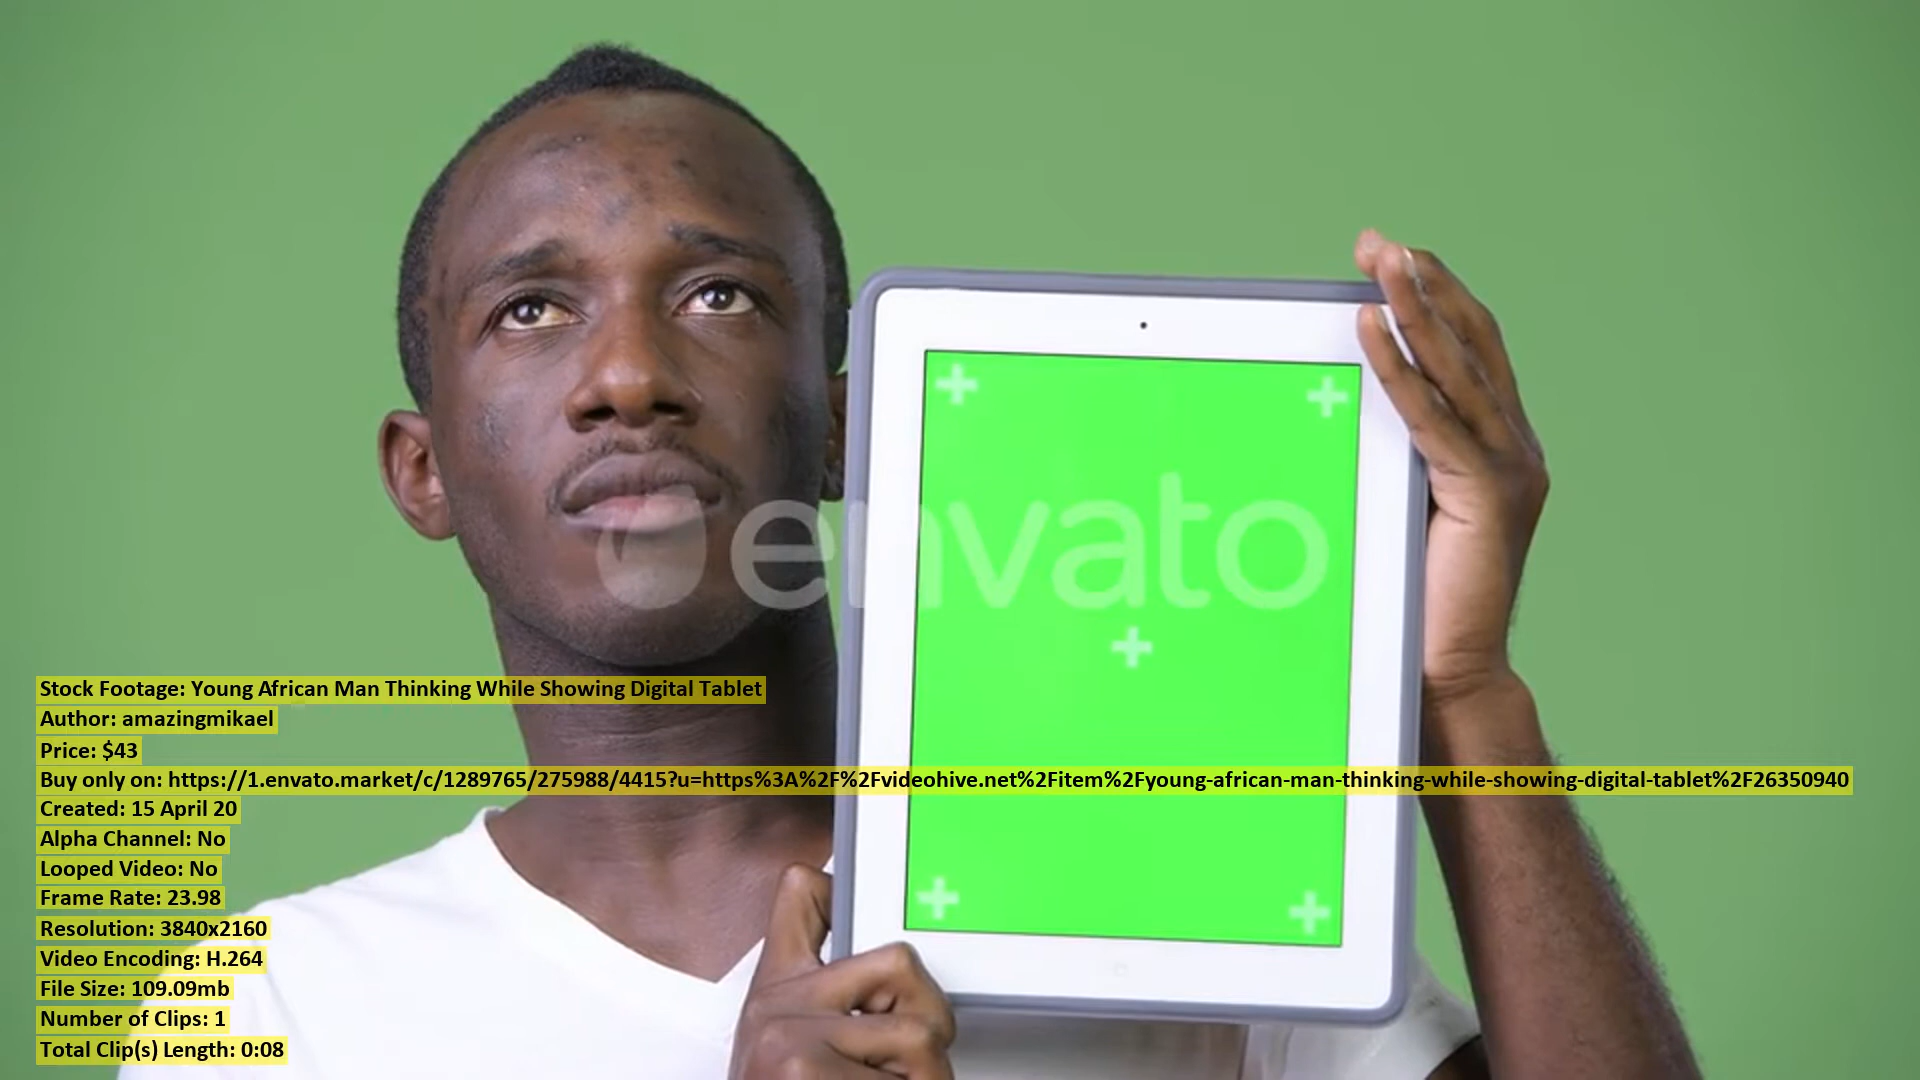 envato
Stock Footage: Young African Man Thinking While Showing Digital Tablet
Author: amazingmikael
Price: $43
Buy only on: https://1.envato.market/c/1289765/275988/4415?u=https%3A%2F%2Fvideohive.net%2Fitem%2Fyoung-african-man-thinking-while-showing-digital-tablet%2F26350940
Created: 15 April 20
Alpha Channel: No
Looped Video: No
Frame Rate: 23.98
Resolution: 3840x2160
Video Encoding: H.264
File Size: 109.09mb
Number of Clips: 1
Total Clip(s) Length: 0:08